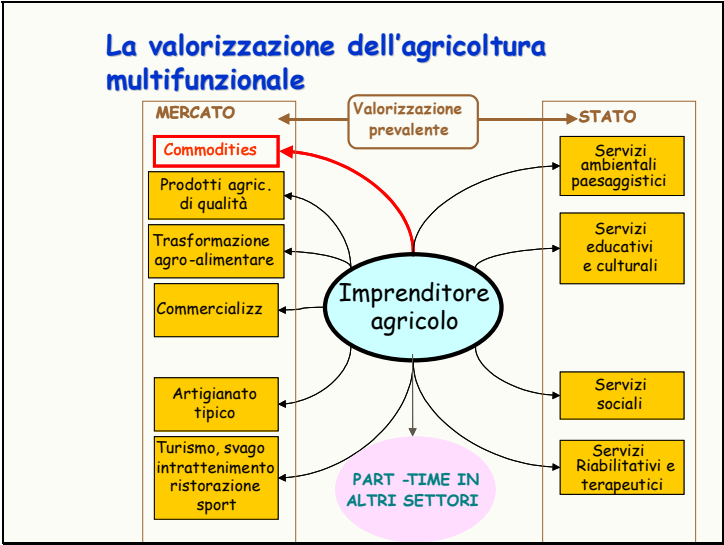 La valorizzazione dell'agricoltura
multifunzionale
MERCATO
Valorizzazione
prevalente
STATO
Commodities
Prodotti agric.
di qualità
Trasformazione
agro-alimentare
Commercializz
Artigianato
tipico
Turismo, svago
intrattenimento
ristorazione
sport
Imprenditore
agricolo
PART -TIME IN
ALTRI SETTORI
Servizi
ambientali
paesaggistici
Servizi
educativi
e culturali
Servizi
sociali
Servizi
Riabilitativi e
terapeutici